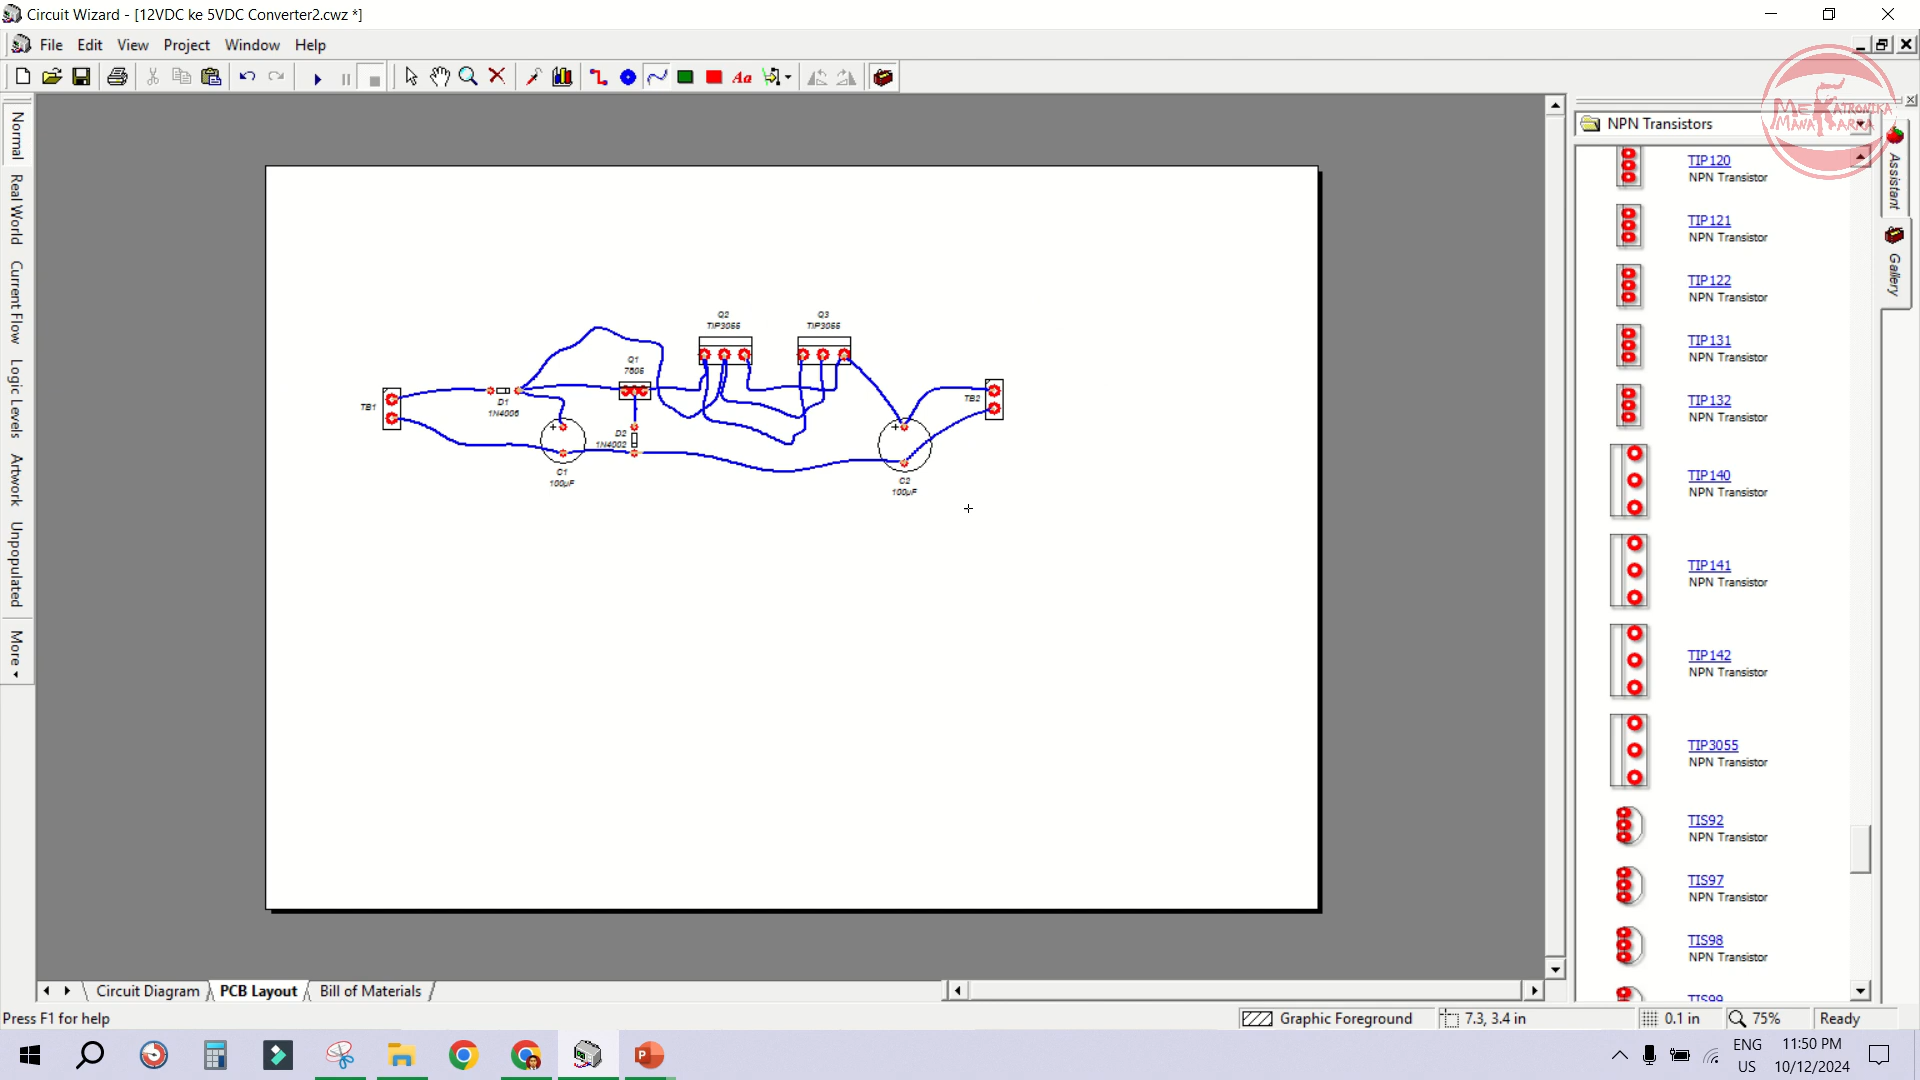 Circuit Wizard - [12VDC ke 5VDC Converter2.cwz *]
File Edit View Project Window Help
Aa
MEKATRONIKA
MANAKARRA
Normal
Real World
Current Flow
Logic Levels
Artwork
Unpopulated
More
NPN Transistors
Assistant
Gallery
TIP120
NPN Transistor
TIP121
NPN Transistor
TIP122
NPN Transistor
TIP131
NPN Transistor
TIP132
NPN Transistor
TIP140
NPN Transistor
TIP141
NPN Transistor
TIP142
NPN Transistor
TIP3055
NPN Transistor
TIS92
NPN Transistor
TIS97
NPN Transistor
TIS98
NPN Transistor
TIS99
Q2
TIP3055
Q3
TIP3055
Q1
7805
TB1
D1
1N4006
TB2
D2
1N4002
+
+
C1
100µF
C2
100µF
Circuit Diagram PCB Layout Bill of Materials
Press F1 for help
Graphic Foreground
7.3, 3.4 in
0.1 in
75%
Ready
ENG
US
11:50 PM
10/12/2024